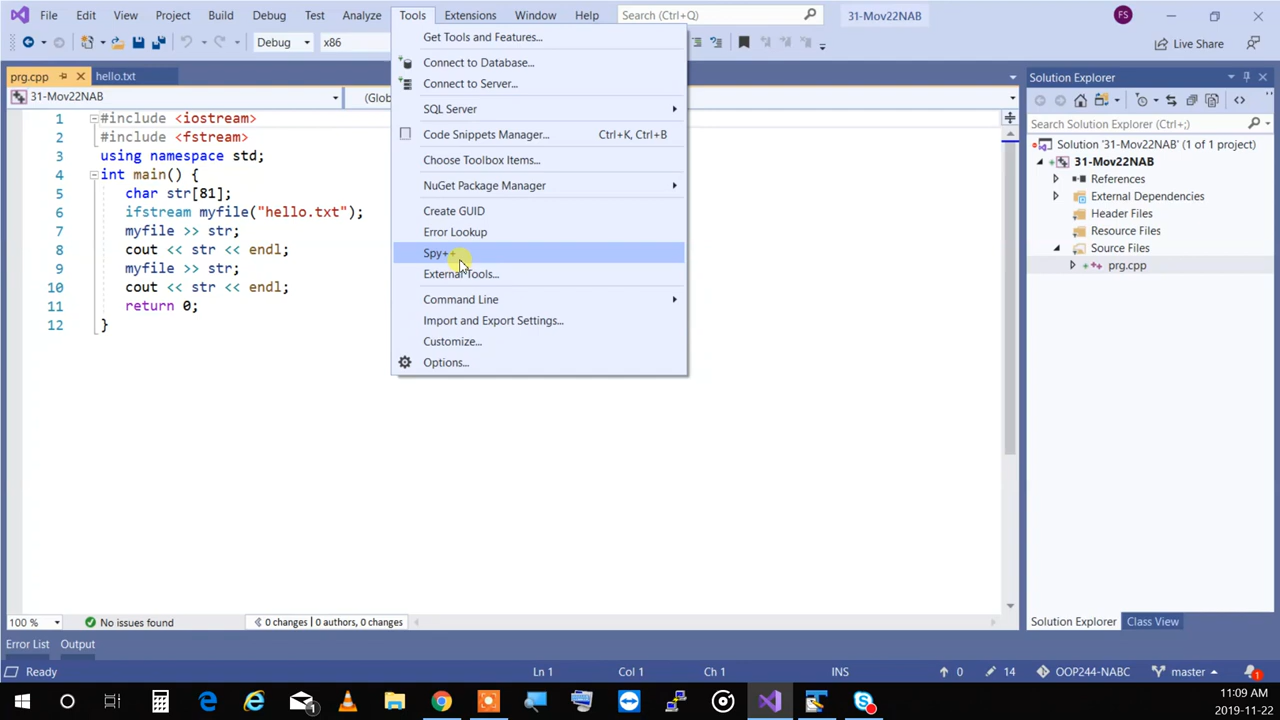 File Edit View Project Build Debug Test Analyze Tools Extensions Window Help Search (Ctrl+Q) 31-Mov22NAB FS
Debug x86 Live Share
prg.cpp hello.txt
31-Mov22NAB (Glob
1 #include <iostream>
2 #include <fstream>
3 using namespace std;
4 int main() {
5 char str[81];
6 ifstream myfile("hello.txt");
7 myfile >> str;
8 cout << str << endl;
9 myfile >> str;
10 cout << str << endl;
11 return 0;
12 }
Get Tools and Features...
Connect to Database...
Connect to Server...
SQL Server
Code Snippets Manager... Ctrl+K, Ctrl+B
Choose Toolbox Items...
NuGet Package Manager
Create GUID
Error Lookup
Spy++
External Tools...
Command Line
Import and Export Settings...
Customize...
Options...
Solution Explorer
Search Solution Explorer (Ctrl+;)
Solution '31-Mov22NAB' (1 of 1 project)
31-Mov22NAB
References
External Dependencies
Header Files
Resource Files
Source Files
prg.cpp
Solution Explorer Class View
100 % No issues found 0 changes | 0 authors, 0 changes
Error List Output
Ready Ln 1 Col 1 Ch 1 INS 0 14 OOP244-NABC master 1
1
11:09 AM
2019-11-22